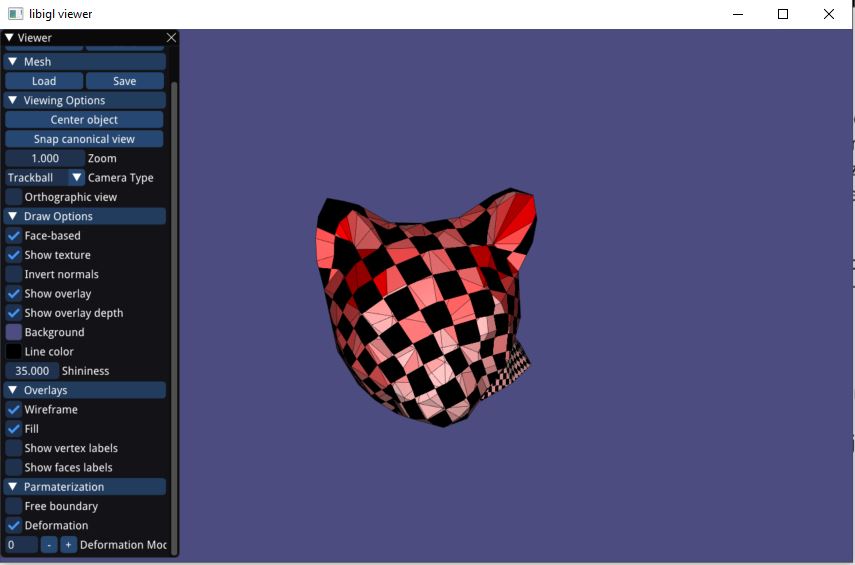 libigl viewer
Viewer
Mesh
Load Save
Viewing Options
Center object
Snap canonical view
1.000 Zoom
Trackball Camera Type
Orthographic view
Draw Options
Face-based
Show texture
Invert normals
Show overlay
Show overlay depth
Background
Line color
35.000 Shininess
Overlays
Wireframe
Fill
Show vertex labels
Show faces labels
Parmaterization
Free boundary
Deformation
0 - + Deformation Moc